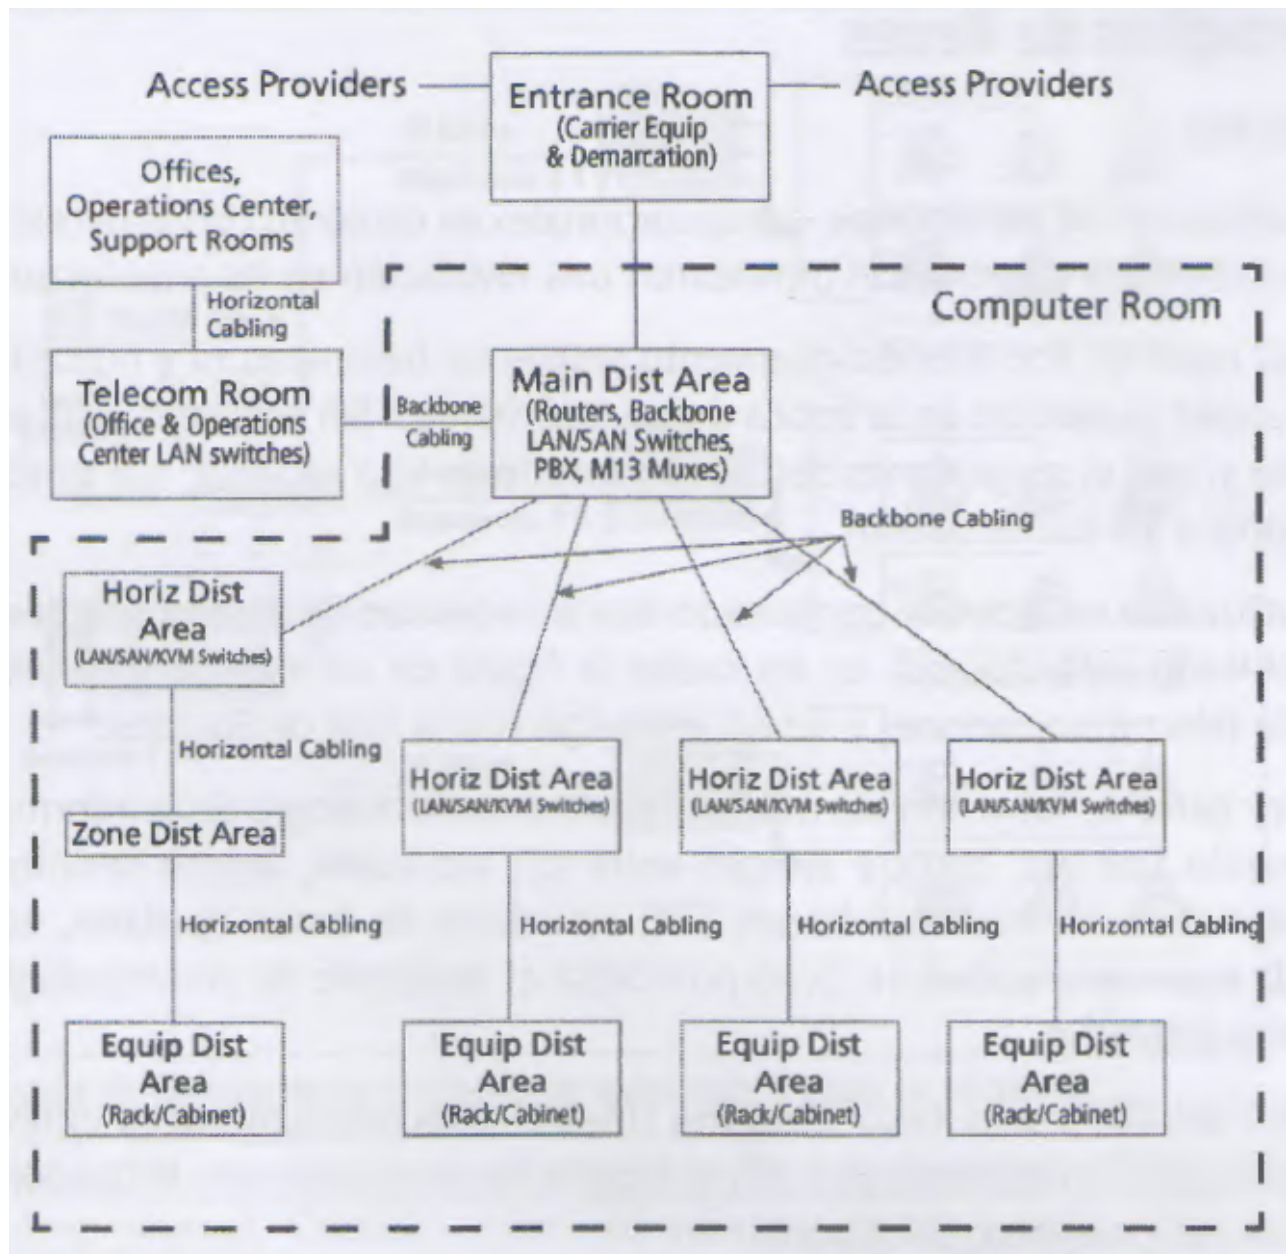 Access Providers
Entrance Room
(Carrier Equip
& Demarcation)
Access Providers
Offices,
Operations Center,
Support Rooms
Horizontal
Cabling
Computer Room
Telecom Room
(Office & Operations
Center LAN switches)
Backbone
Cabling
Main Dist Area
(Routers, Backbone
LAN/SAN Switches,
PBX, M13 Muxes)
Backbone Cabling
Horiz Dist
Area
(LAN/SAN/KVM Switches)
Horizontal Cabling
Zone Dist Area
Horiz Dist Area
(LAN/SAN/KVM Switches)
Horiz Dist Area
(LAN/SAN/KVM Switches)
Horiz Dist Area
(LAN/SAN/KVM Switches)
Horizontal Cabling
Horizontal Cabling
Horizontal Cabling
Horizontal Cabling
Equip Dist
Area
(Rack/Cabinet)
Equip Dist
Area
(Rack/Cabinet)
Equip Dist
Area
(Rack/Cabinet)
Equip Dist
Area
(Rack/Cabinet)